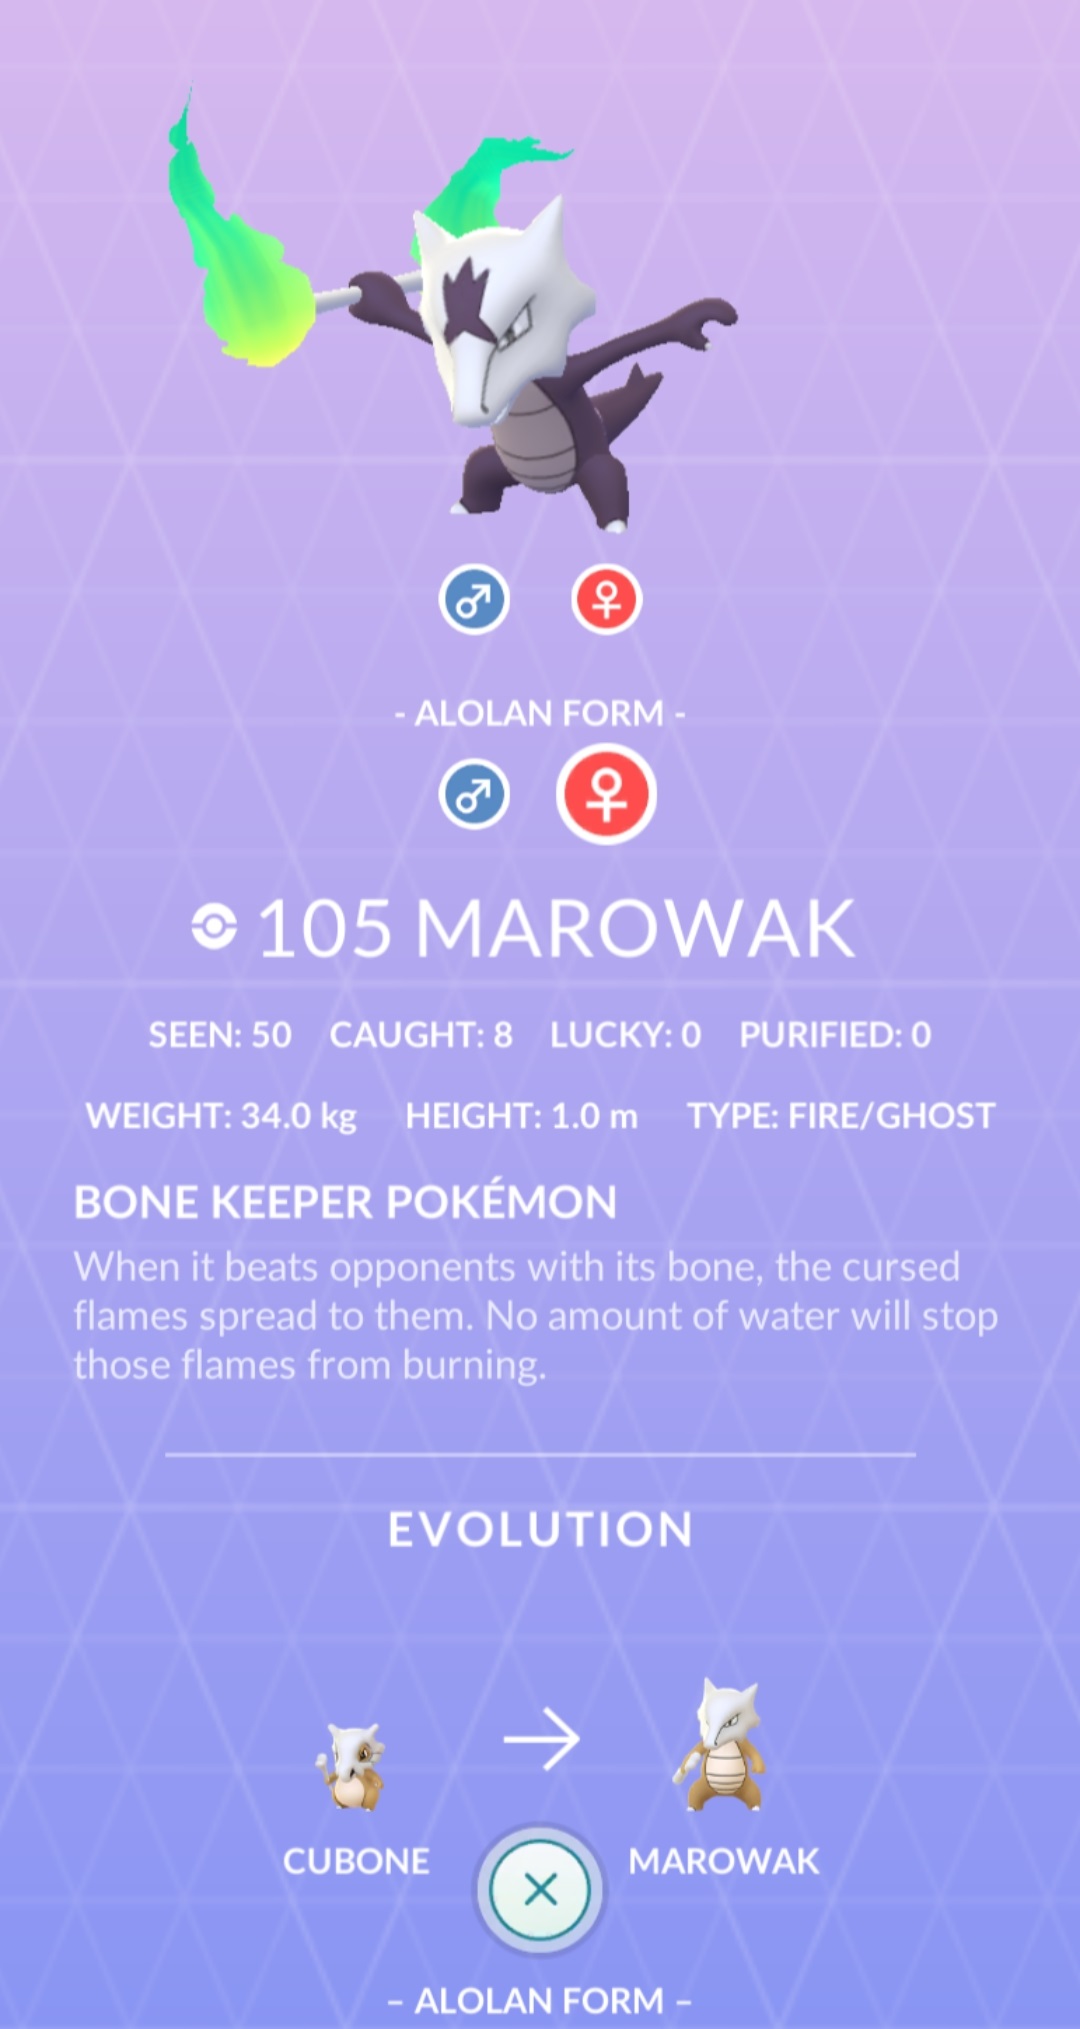 - ALOLAN FORM -
105 MAROWAK
SEEN: 50 CAUGHT: 8 LUCKY: 0 PURIFIED: 0
WEIGHT: 34.0 kg HEIGHT: 1.0 m TYPE: FIRE/GHOST
BONE KEEPER POKÉMON
When it beats opponents with its bone, the cursed
flames spread to them. No amount of water will stop
those flames from burning.
EVOLUTION
CUBONE MAROWAK
- ALOLAN FORM -